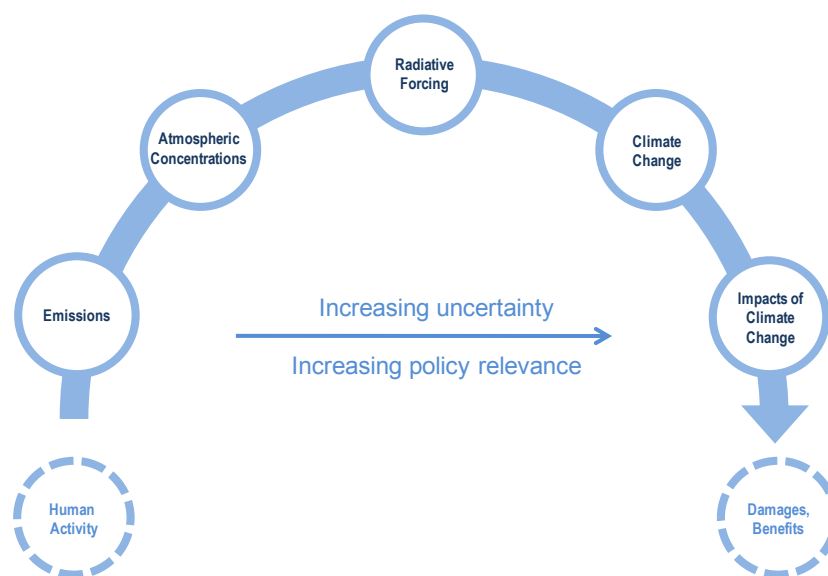 Radiative
Forcing
Atmospheric
Concentrations
Climate
Change
Emissions
Increasing uncertainty
Increasing policy relevance
Impacts of
Climate
Change
Human
Activity
Damages,
Benefits